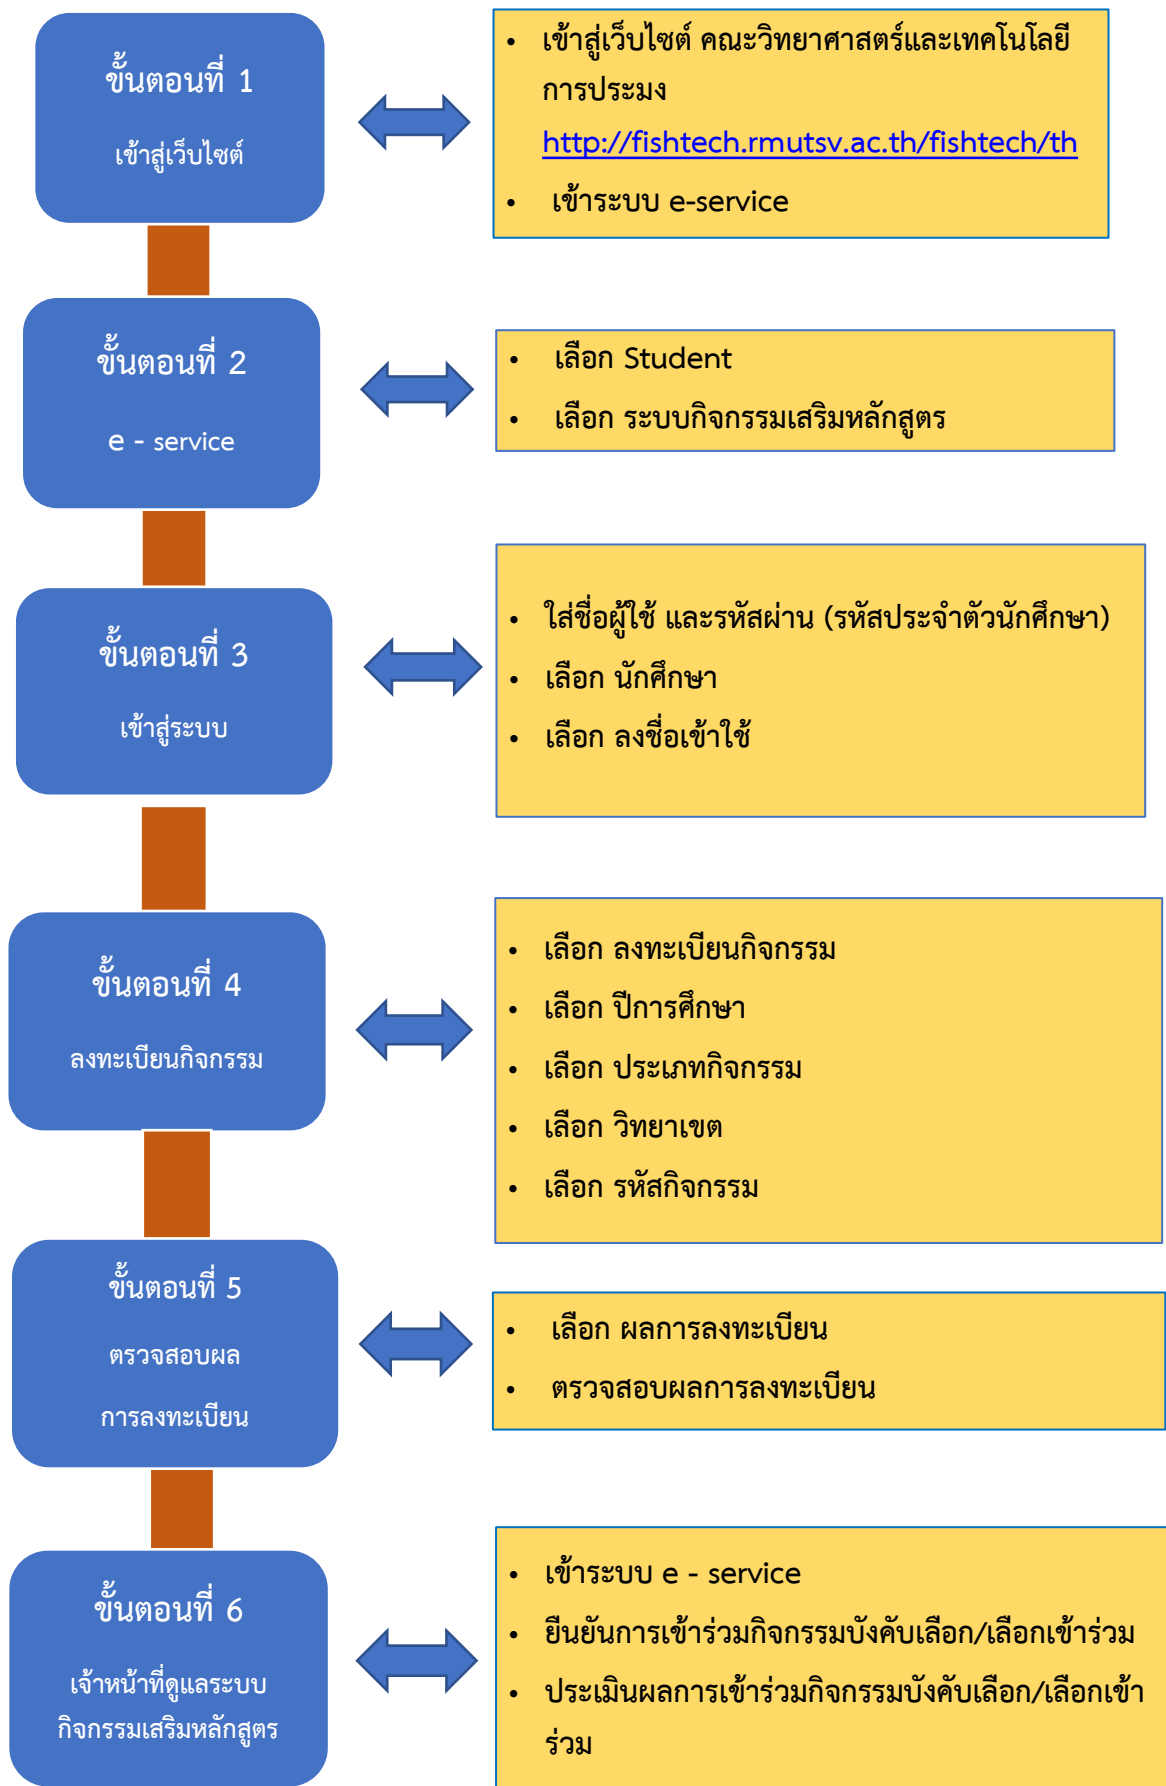 ขั้นตอนที่ 1
เข้าสู่เว็บไซต์
• เข้าสู่เว็บไซต์ คณะวิทยาศาสตร์และเทคโนโลยี
การประมง
http://fishtech.rmutsv.ac.th/fishtech/th
• เข้าระบบ e-service
ขั้นตอนที่ 2
e - service
• เลือก Student
• เลือก ระบบกิจกรรมเสริมหลักสูตร
ขั้นตอนที่ 3
เข้าสู่ระบบ
• ใส่ชื่อผู้ใช้ และรหัสผ่าน (รหัสประจำตัวนักศึกษา)
• เลือก นักศึกษา
• เลือก ลงชื่อเข้าใช้
ขั้นตอนที่ 4
ลงทะเบียนกิจกรรม
• เลือก ลงทะเบียนกิจกรรม
• เลือก ปีการศึกษา
• เลือก ประเภทกิจกรรม
• เลือก วิทยาเขต
• เลือก รหัสกิจกรรม
ขั้นตอนที่ 5
ตรวจสอบผล
การลงทะเบียน
• เลือก ผลการลงทะเบียน
• ตรวจสอบผลการลงทะเบียน
ขั้นตอนที่ 6
เจ้าหน้าที่ดูแลระบบ
กิจกรรมเสริมหลักสูตร
• เข้าระบบ e - service
• ยืนยันการเข้าร่วมกิจกรรมบังคับเลือก/เลือกเข้าร่วม
• ประเมินผลการเข้าร่วมกิจกรรมบังคับเลือก/เลือกเข้า
ร่วม